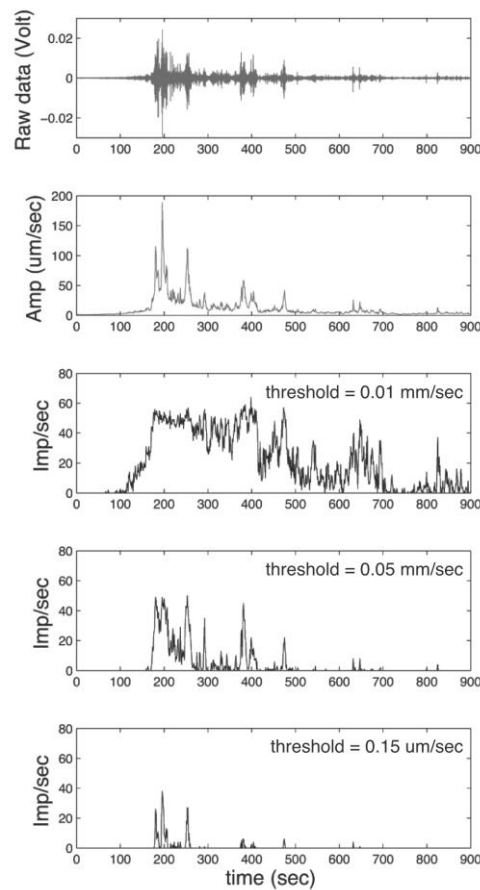 Raw data (Volt)
0.02
0
−0.02
0 100 200 300 400 500 600 700 800 900
Amp (um/sec)
200
150
100
50
0
0 100 200 300 400 500 600 700 800 900
Imp/sec
80
60
40
20
0
threshold = 0.01 mm/sec
0 100 200 300 400 500 600 700 800 900
Imp/sec
80
60
40
20
0
threshold = 0.05 mm/sec
0 100 200 300 400 500 600 700 800 900
Imp/sec
80
60
40
20
0
threshold = 0.15 um/sec
0 100 200 300 400 500 600 700 800 900
time (sec)